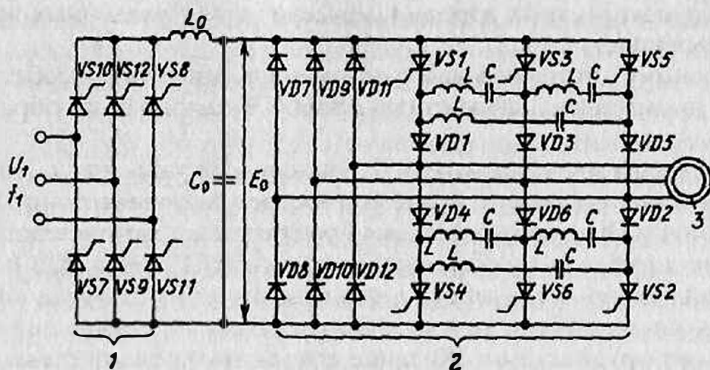 L₀
VS10 VS12 VS8
VD7 VD9 VD11
VS1 VS3 VS5
L C L C
L C
VD1 VD3 VD5
U₁
f₁
C₀ E₀
3
VD4 VD6 VD2
L C L C
L C
VS7 VS9 VS11
VD8 VD10 VD12
VS4 VS6 VS2
1 2